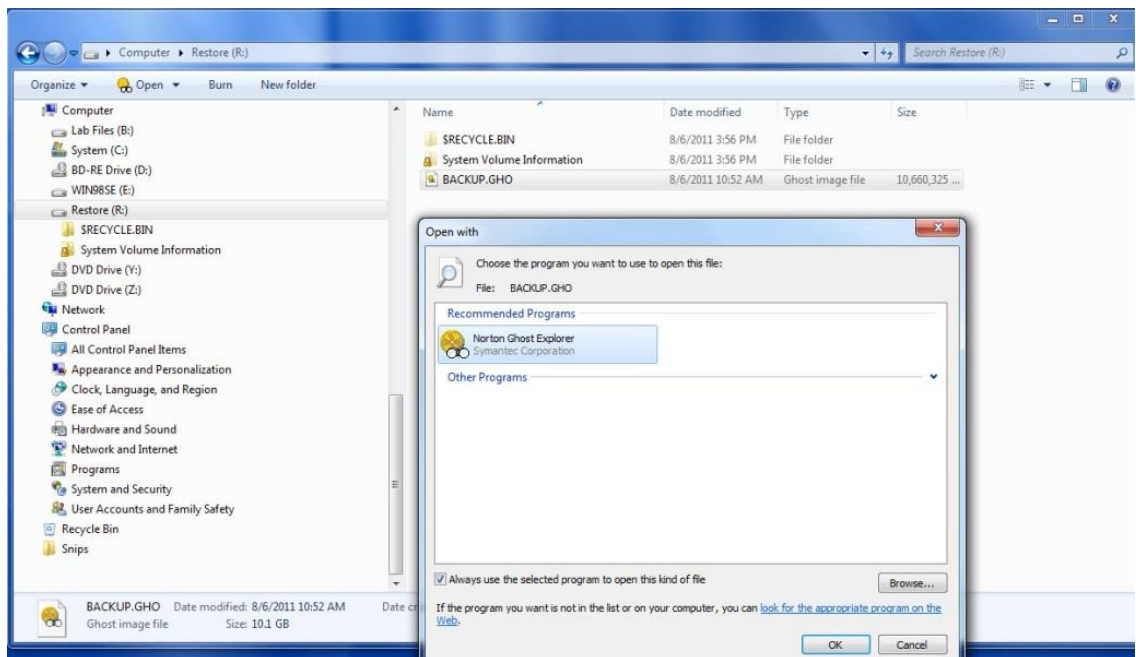 Computer ▸ Restore (R:)
Search Restore (R:)
Organize ▾ Open ▾ Burn New folder
Computer
Lab Files (B:)
System (C:)
BD-RE Drive (D:)
WIN98SE (E:)
Restore (R:)
$RECYCLE.BIN
System Volume Information
DVD Drive (Y:)
DVD Drive (Z:)
Network
Control Panel
All Control Panel Items
Appearance and Personalization
Clock, Language, and Region
Ease of Access
Hardware and Sound
Network and Internet
Programs
System and Security
User Accounts and Family Safety
Recycle Bin
Snips
Name Date modified Type Size
$RECYCLE.BIN 8/6/2011 3:56 PM File folder
System Volume Information 8/6/2011 3:56 PM File folder
BACKUP.GHO 8/6/2011 10:52 AM Ghost image file 10,660,325 ...
Open with
Choose the program you want to use to open this file:
File: BACKUP.GHO
Recommended Programs
Norton Ghost Explorer
Symantec Corporation
Other Programs
Always use the selected program to open this kind of file
Browse...
If the program you want is not in the list or on your computer, you can look for the appropriate program on the
Web.
OK Cancel
BACKUP.GHO Date modified: 8/6/2011 10:52 AM Date cr
Ghost image file Size: 10.1 GB